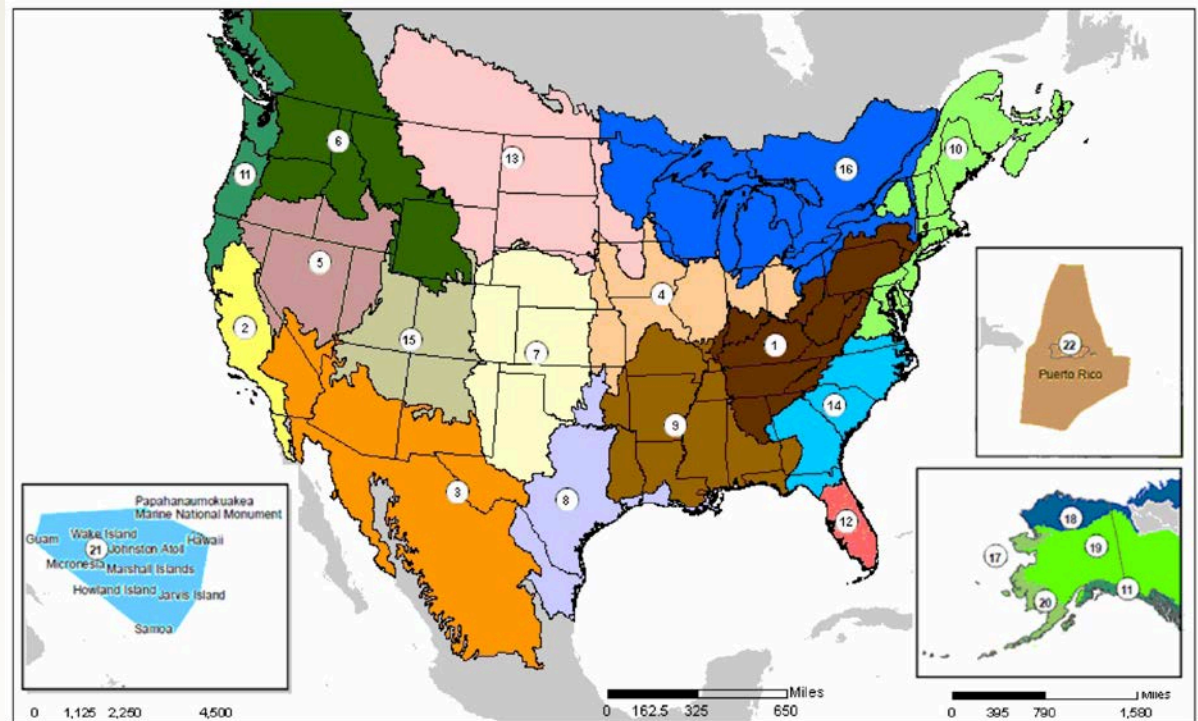 6
13
16
10
11
5
4
2
15
7
1
14
9
3
8
12
22
Puerto Rico
Papahanaumokuakea
Marine National Monument
Wake Island
Guam
Hawaii
21
Johnston Atoll
Micronesia
Marshall Islands
Howland Island
Jarvis Island
Samoa
18
17
19
20
11
0 1,125 2,250 4,500
Miles
0 162.5 325 650
Miles
0 395 790 1,580